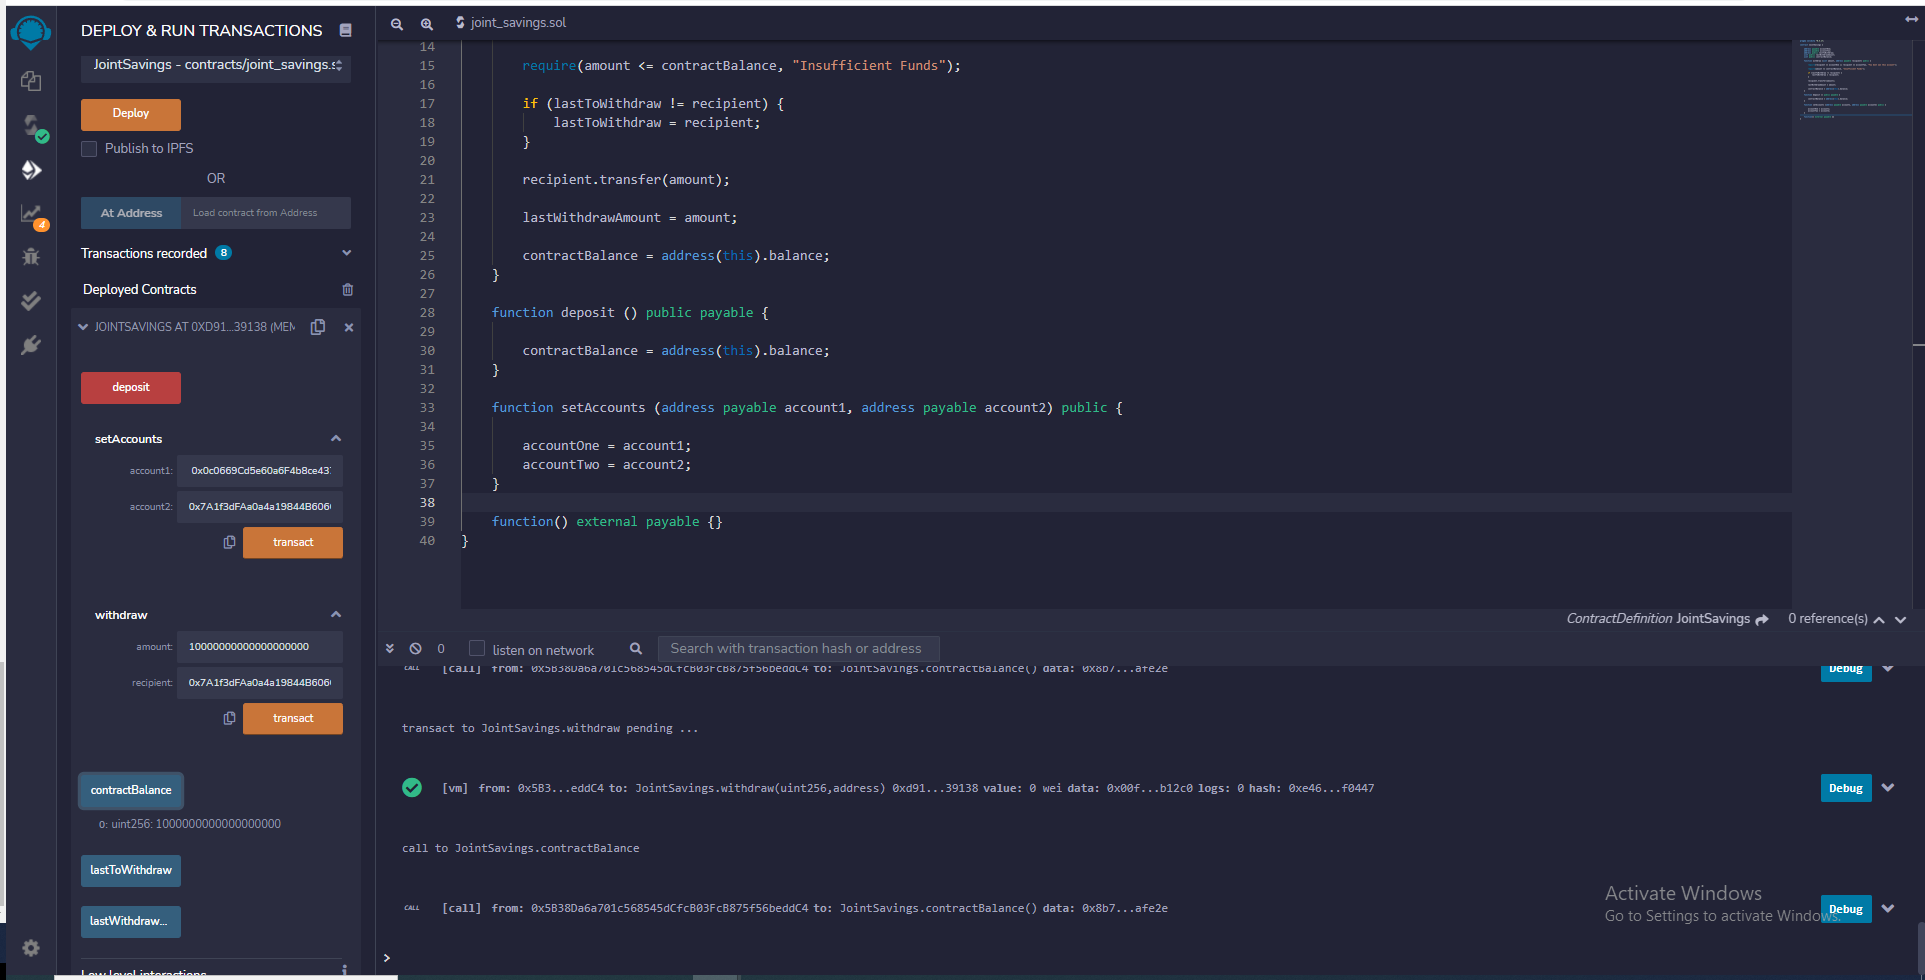 DEPLOY & RUN TRANSACTIONS
JointSavings - contracts/joint_savings.s
Deploy
Publish to IPFS
OR
At Address
Load contract from Address
Transactions recorded 8
Deployed Contracts
JOINTSAVINGS AT 0XD91...39138 (MEM
deposit
setAccounts
account1: 0x0c0669Cd5e60a6F4b8ce437
account2: 0x7A1f3dFAa0a4a19844B606
transact
withdraw
amount: 10000000000000000000
recipient: 0x7A1f3dFAa0a4a19844B606
transact
contractBalance
0: uint256: 1000000000000000000
lastToWithdraw
lastWithdraw...
Low level interactions
4
joint_savings.sol
14
15 require(amount <= contractBalance, "Insufficient Funds");
16
17 if (lastToWithdraw != recipient) {
18 lastToWithdraw = recipient;
19 }
20
21 recipient.transfer(amount);
22
23 lastWithdrawAmount = amount;
24
25 contractBalance = address(this).balance;
26 }
27
28 function deposit () public payable {
29
30 contractBalance = address(this).balance;
31 }
32
33 function setAccounts (address payable account1, address payable account2) public {
34
35 accountOne = account1;
36 accountTwo = account2;
37 }
38
39 function() external payable {}
40 }
ContractDefinition JointSavings 0 reference(s)
0 listen on network Search with transaction hash or address
CALL [call] from: 0x5B38Da6a701c568545dCfcB03FcB875f56beddC4 to: JointSavings.contractBalance() data: 0x8b7...afe2e Debug
transact to JointSavings.withdraw pending ...
[vm] from: 0x5B3...eddC4 to: JointSavings.withdraw(uint256,address) 0xd91...39138 value: 0 wei data: 0x00f...b12c0 logs: 0 hash: 0xe46...f0447 Debug
call to JointSavings.contractBalance
CALL [call] from: 0x5B38Da6a701c568545dCfcB03FcB875f56beddC4 to: JointSavings.contractBalance() data: 0x8b7...afe2e Debug
>
Activate Windows
Go to Settings to activate Windows.